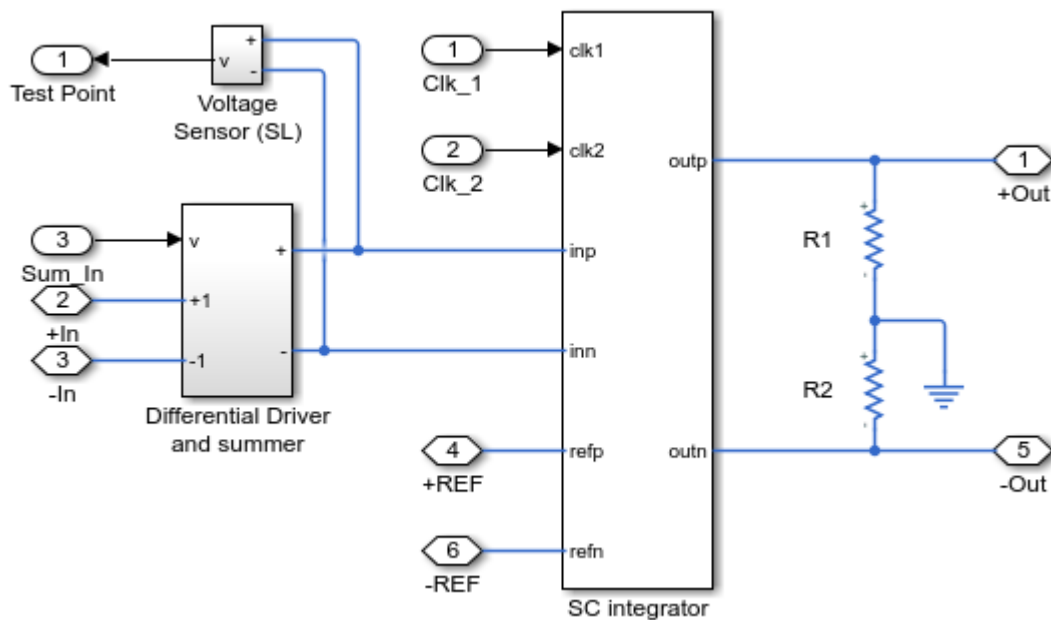 1
Test Point
+
v
-
Voltage
Sensor (SL)
1
Clk_1
clk1
2
Clk_2
clk2
3
Sum_In
v
2
+In
+1
3
-In
-1
+
-
Differential Driver
and summer
inp
inn
4
+REF
refp
6
-REF
refn
outp
outn
SC integrator
1
+Out
+
R1
-
+
R2
-
5
-Out